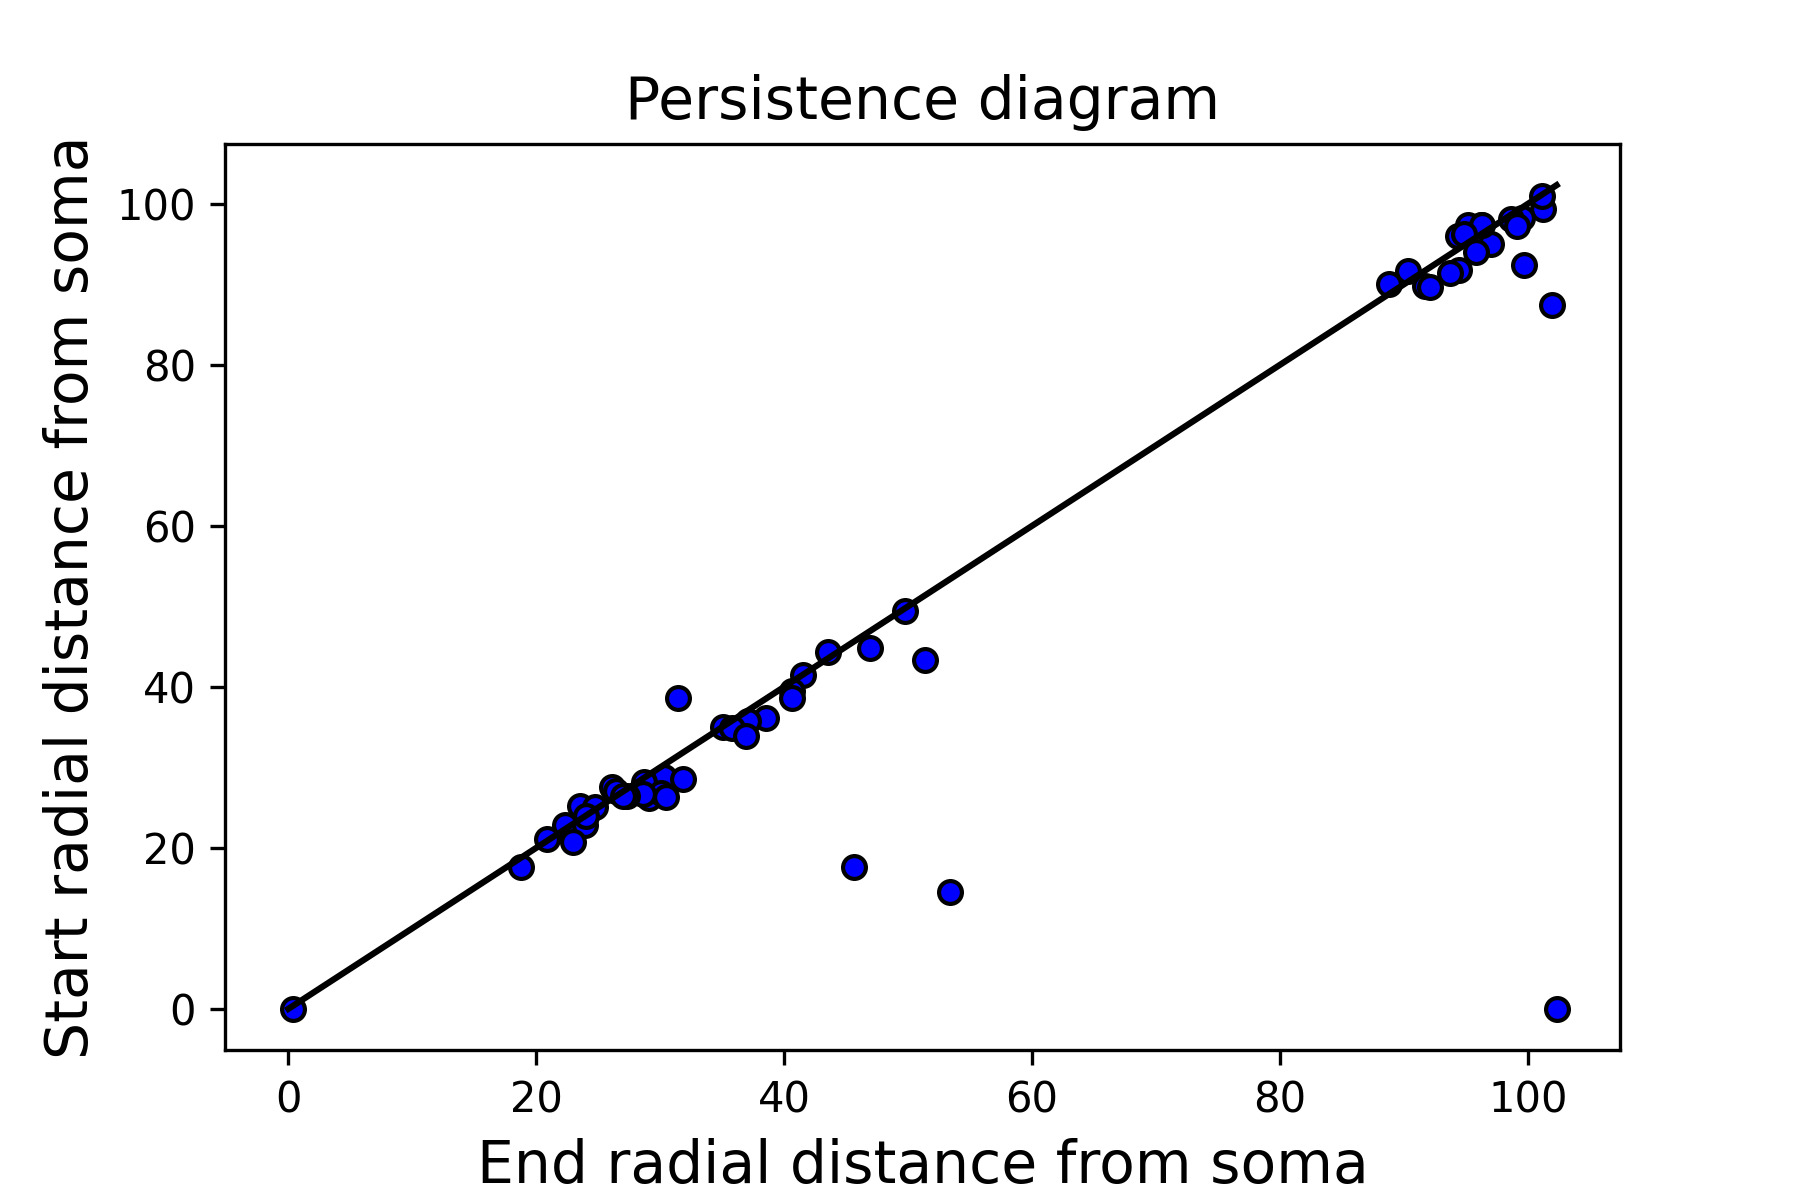 Persistence diagram
Start radial distance from soma
100
80
60
40
20
0
0 20 40 60 80 100
End radial distance from soma